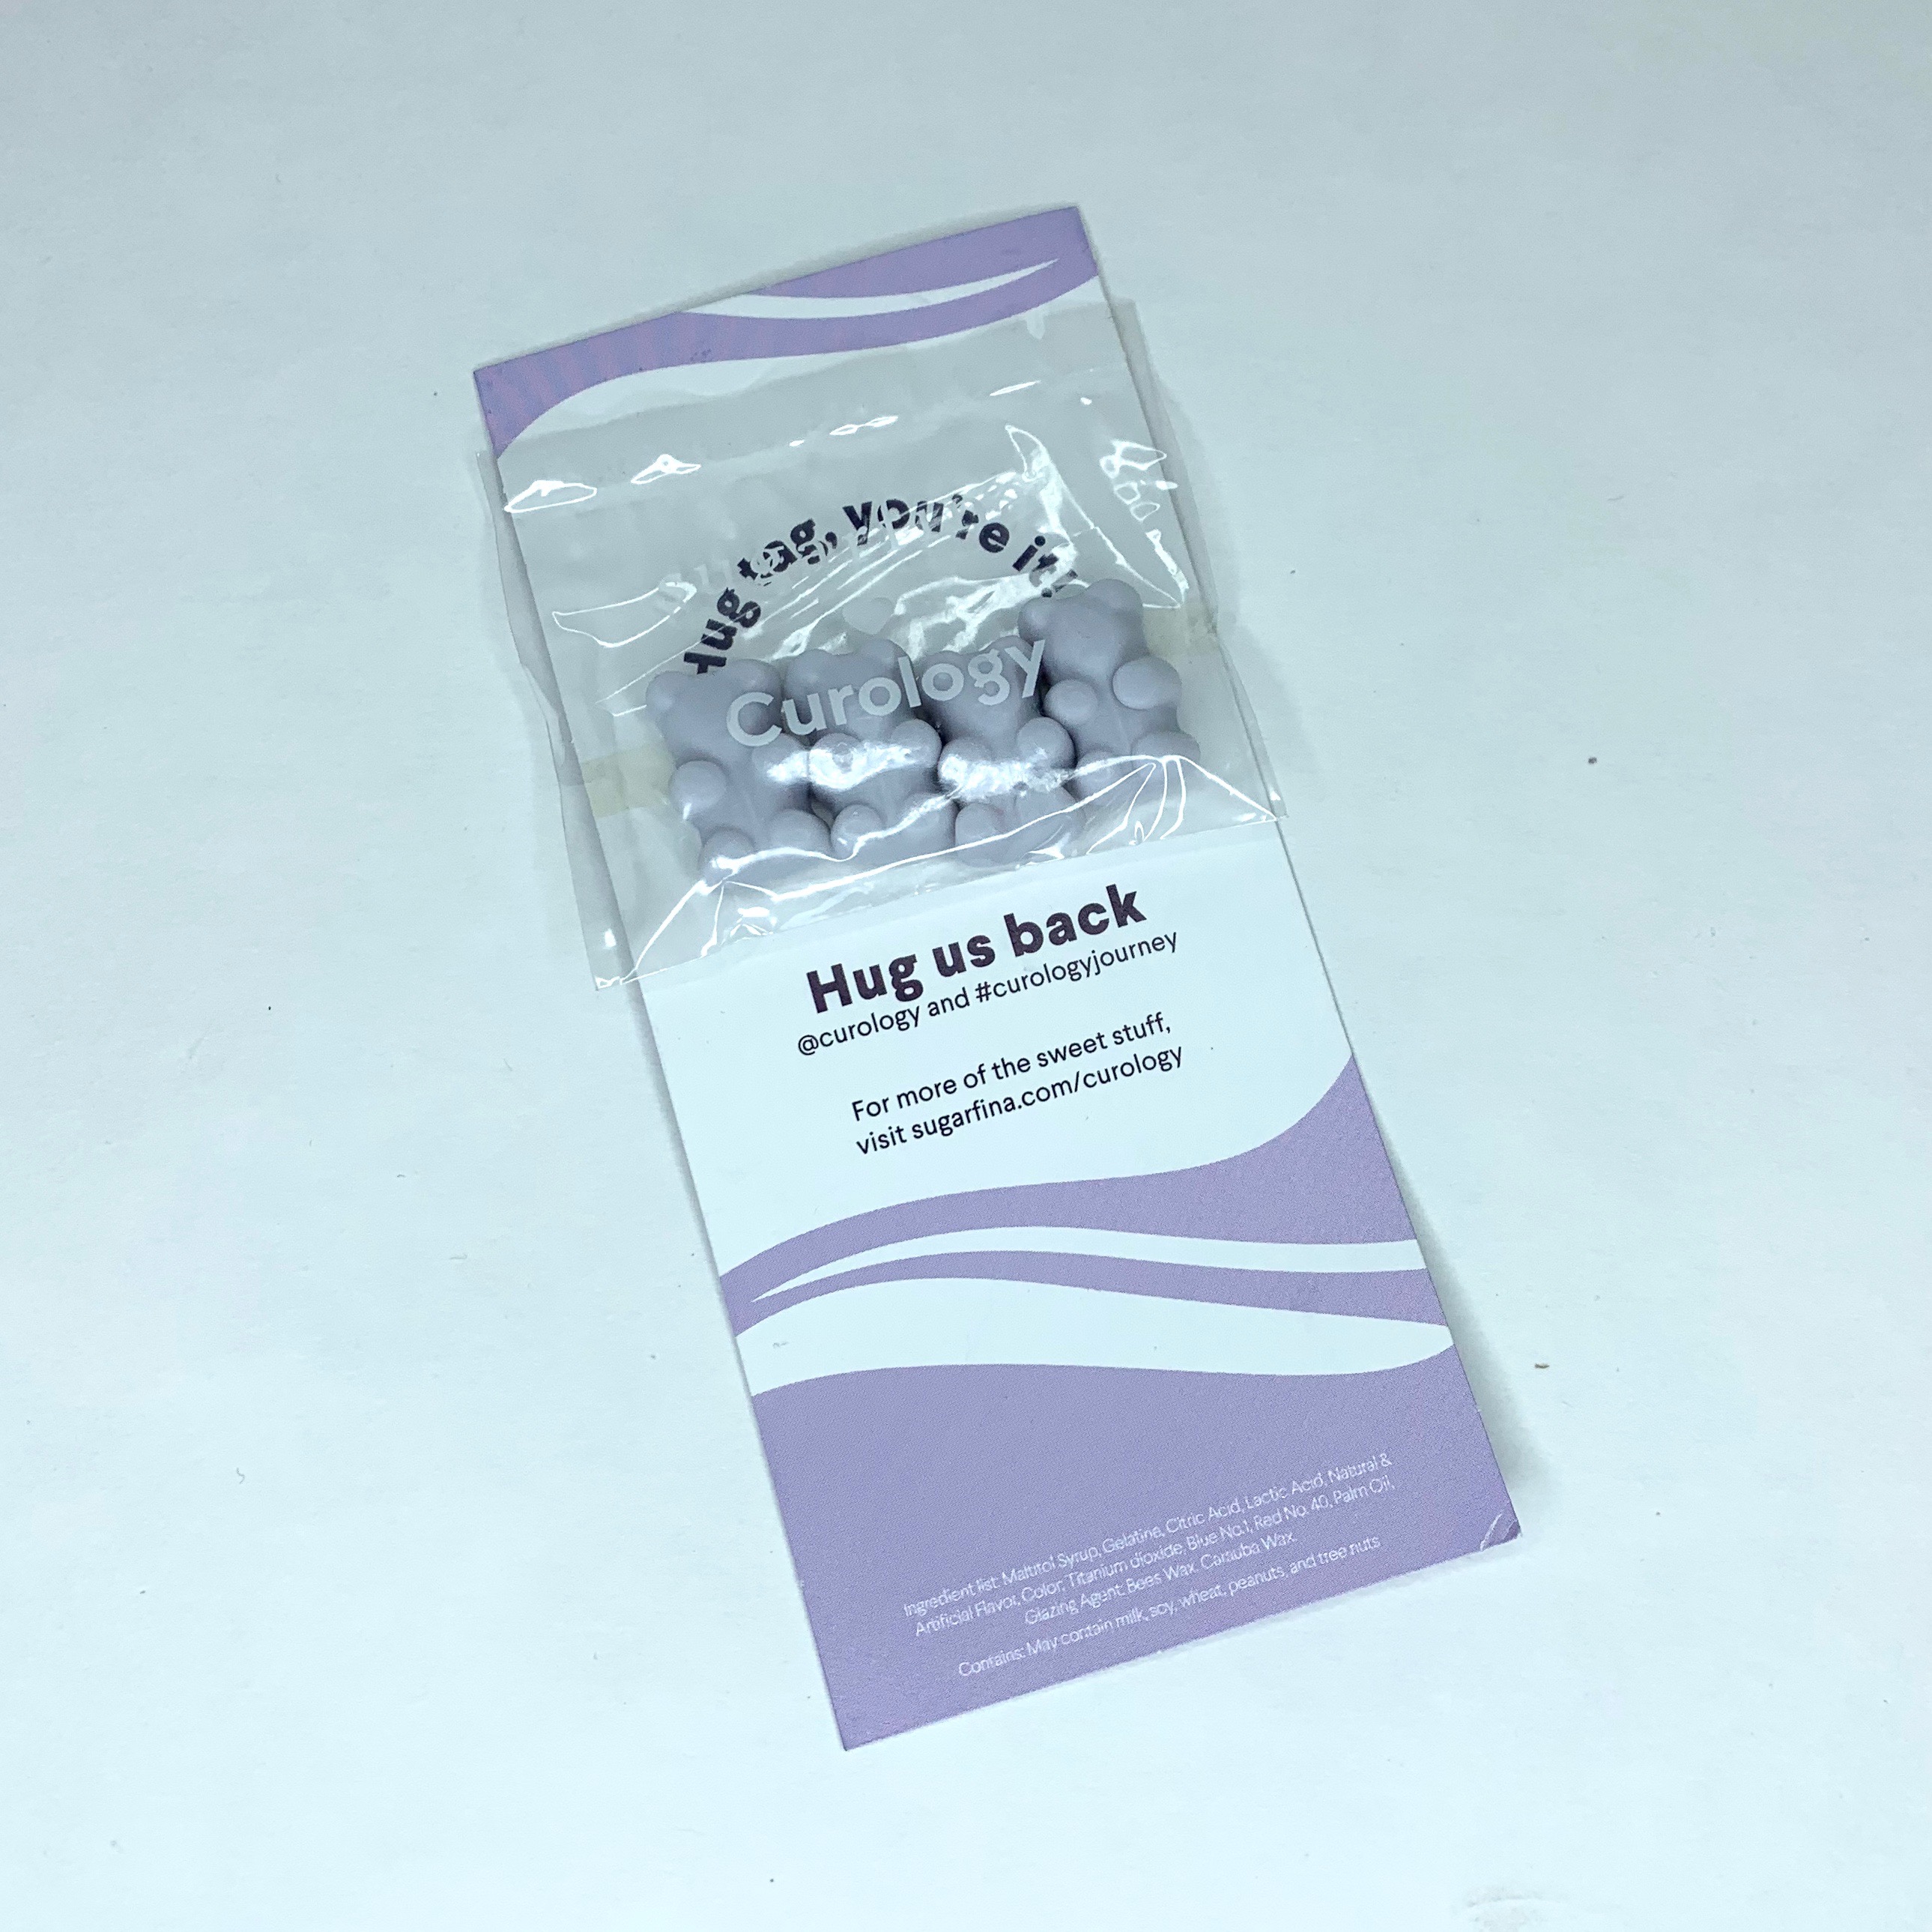 Hug tag, you're it!
Curology
Hug us back
@curology and #curologyjourney
For more of the sweet stuff,
visit sugarfina.com/curology
Ingredient list: Maltitol Syrup, Gelatine, Citric Acid, Lactic Acid, Natural &
Artificial Flavor, Color, Titanium dioxide, Blue No.1, Red No. 40, Palm Oil,
Glazing Agent: Bees Wax. Carnuba Wax.
Contains: May contain milk, soy, wheat, peanuts, and tree nuts